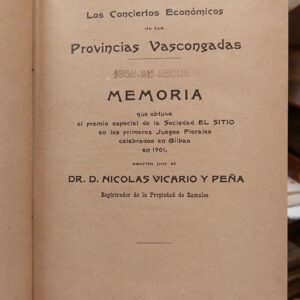 Los Conciertos Económicos
de las
Provincias Vascongadas
JOSE DE
MEMORIA
que obtuvo
el premio especial de la Sociedad EL SITIO
en los primeros Juegos Florales
celebrados en Bilbao
en 1901,
escrita por el
DR. D. NICOLAS VICARIO Y PEÑA
Registrador de la Propiedad de Ramales